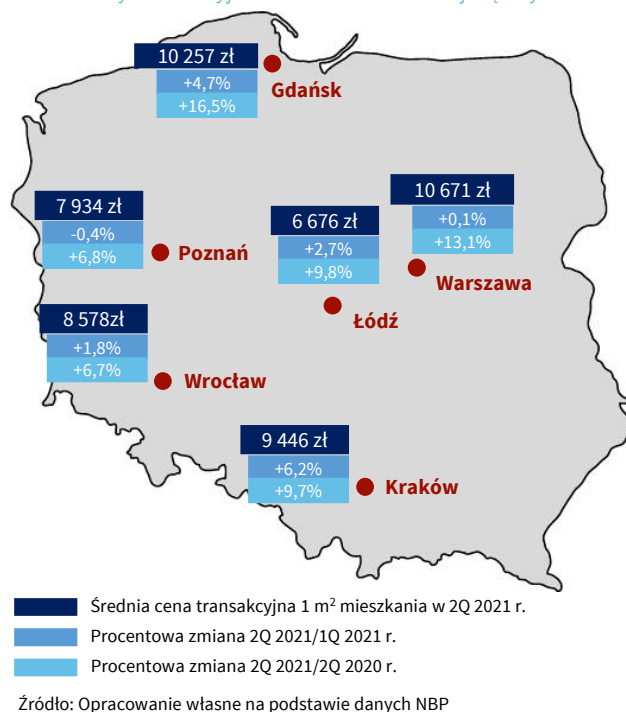 10 257 zł
+4,7%
+16,5%
Gdańsk
7 934 zł
-0,4%
+6,8%
Poznań
6 676 zł
+2,7%
+9,8%
Łódź
10 671 zł
+0,1%
+13,1%
Warszawa
8 578zł
+1,8%
+6,7%
Wrocław
9 446 zł
+6,2%
+9,7%
Kraków
Średnia cena transakcyjna 1 m² mieszkania w 2Q 2021 r.
Procentowa zmiana 2Q 2021/1Q 2021 r.
Procentowa zmiana 2Q 2021/2Q 2020 r.
Źródło: Opracowanie własne na podstawie danych NBP